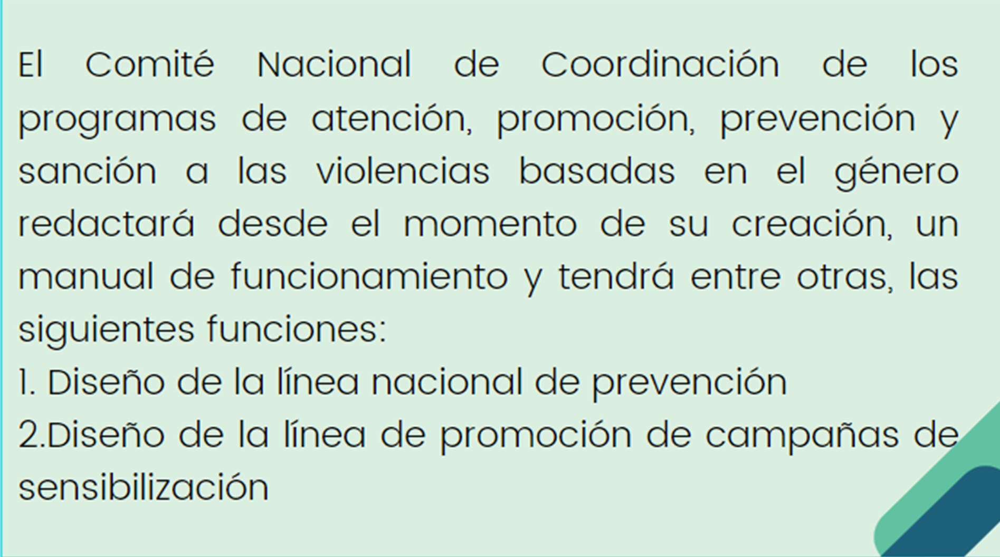 El Comité Nacional de Coordinación de los
programas de atención, promoción, prevención y
sanción a las violencias basadas en el género
redactará desde el momento de su creación, un
manual de funcionamiento y tendrá entre otras, las
siguientes funciones:
1. Diseño de la línea nacional de prevención
2.Diseño de la línea de promoción de campañas de
sensibilización